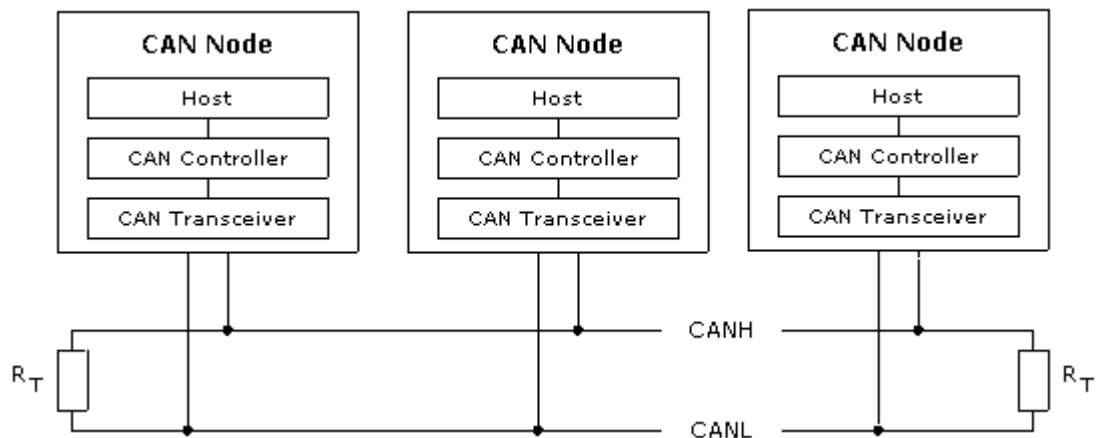 CAN Node
Host
CAN Controller
CAN Transceiver
CAN Node
Host
CAN Controller
CAN Transceiver
CAN Node
Host
CAN Controller
CAN Transceiver
CANH
RT
RT
CANL